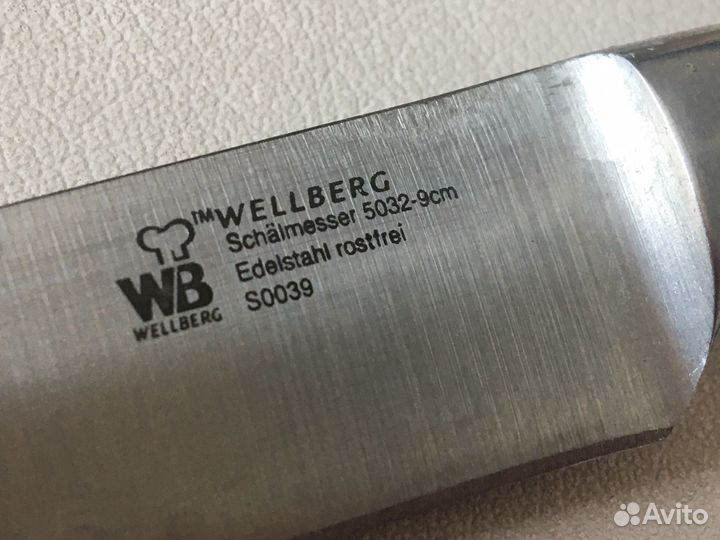 ™WELLBERG
Schälmesser 5032-9cm
Edelstahl rostfrei
S0039
WB
WELLBERG
Avito